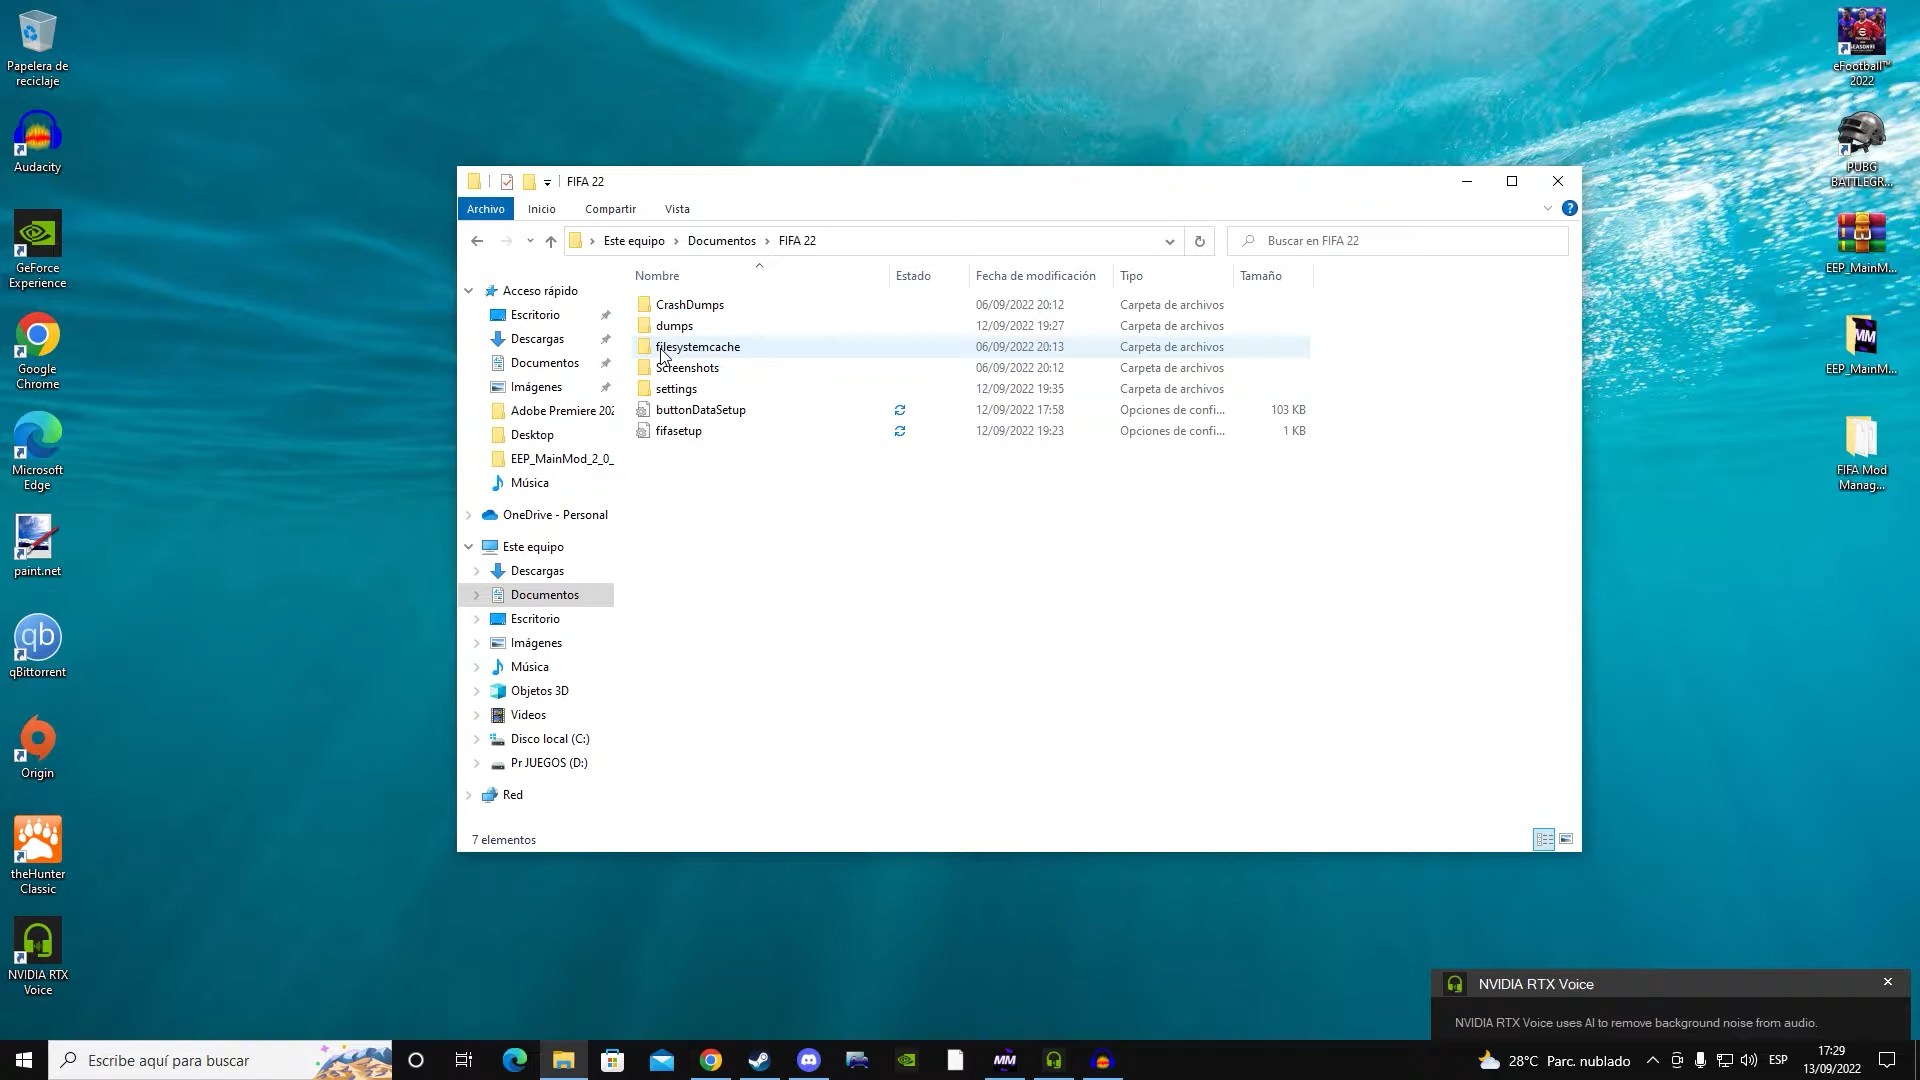 Papelera de
reciclaje
Audacity
GeForce
Experience
Google
Chrome
Microsoft
Edge
paint.net
qBittorrent
Origin
theHunter
Classic
NVIDIA RTX
Voice
FIFA 22
Archivo
Inicio
Compartir
Vista
Este equipo
Documentos
FIFA 22
Buscar en FIFA 22
Nombre
Estado
Fecha de modificación
Tipo
Tamaño
Acceso rápido
Escritorio
Descargas
Documentos
Imágenes
Adobe Premiere 202
Desktop
EEP_MainMod_2_0_
Música
OneDrive - Personal
Este equipo
Descargas
Documentos
Escritorio
Imágenes
Música
Objetos 3D
Videos
Disco local (C:)
Pr JUEGOS (D:)
Red
CrashDumps 06/09/2022 20:12 Carpeta de archivos
dumps 12/09/2022 19:27 Carpeta de archivos
filesystemcache 06/09/2022 20:13 Carpeta de archivos
Screenshots 06/09/2022 20:12 Carpeta de archivos
settings 12/09/2022 19:35 Carpeta de archivos
buttonDataSetup 12/09/2022 17:58 Opciones de confi... 103 KB
fifasetup 12/09/2022 19:23 Opciones de confi... 1 KB
7 elementos
eFootball™
2022
PUBG
BATTLEGR...
EEP_MainM...
EEP_MainM...
FIFA Mod
Manag...
NVIDIA RTX Voice
NVIDIA RTX Voice uses AI to remove background noise from audio.
Escribe aquí para buscar
28°C Parc. nublado
ESP
17:29
13/09/2022